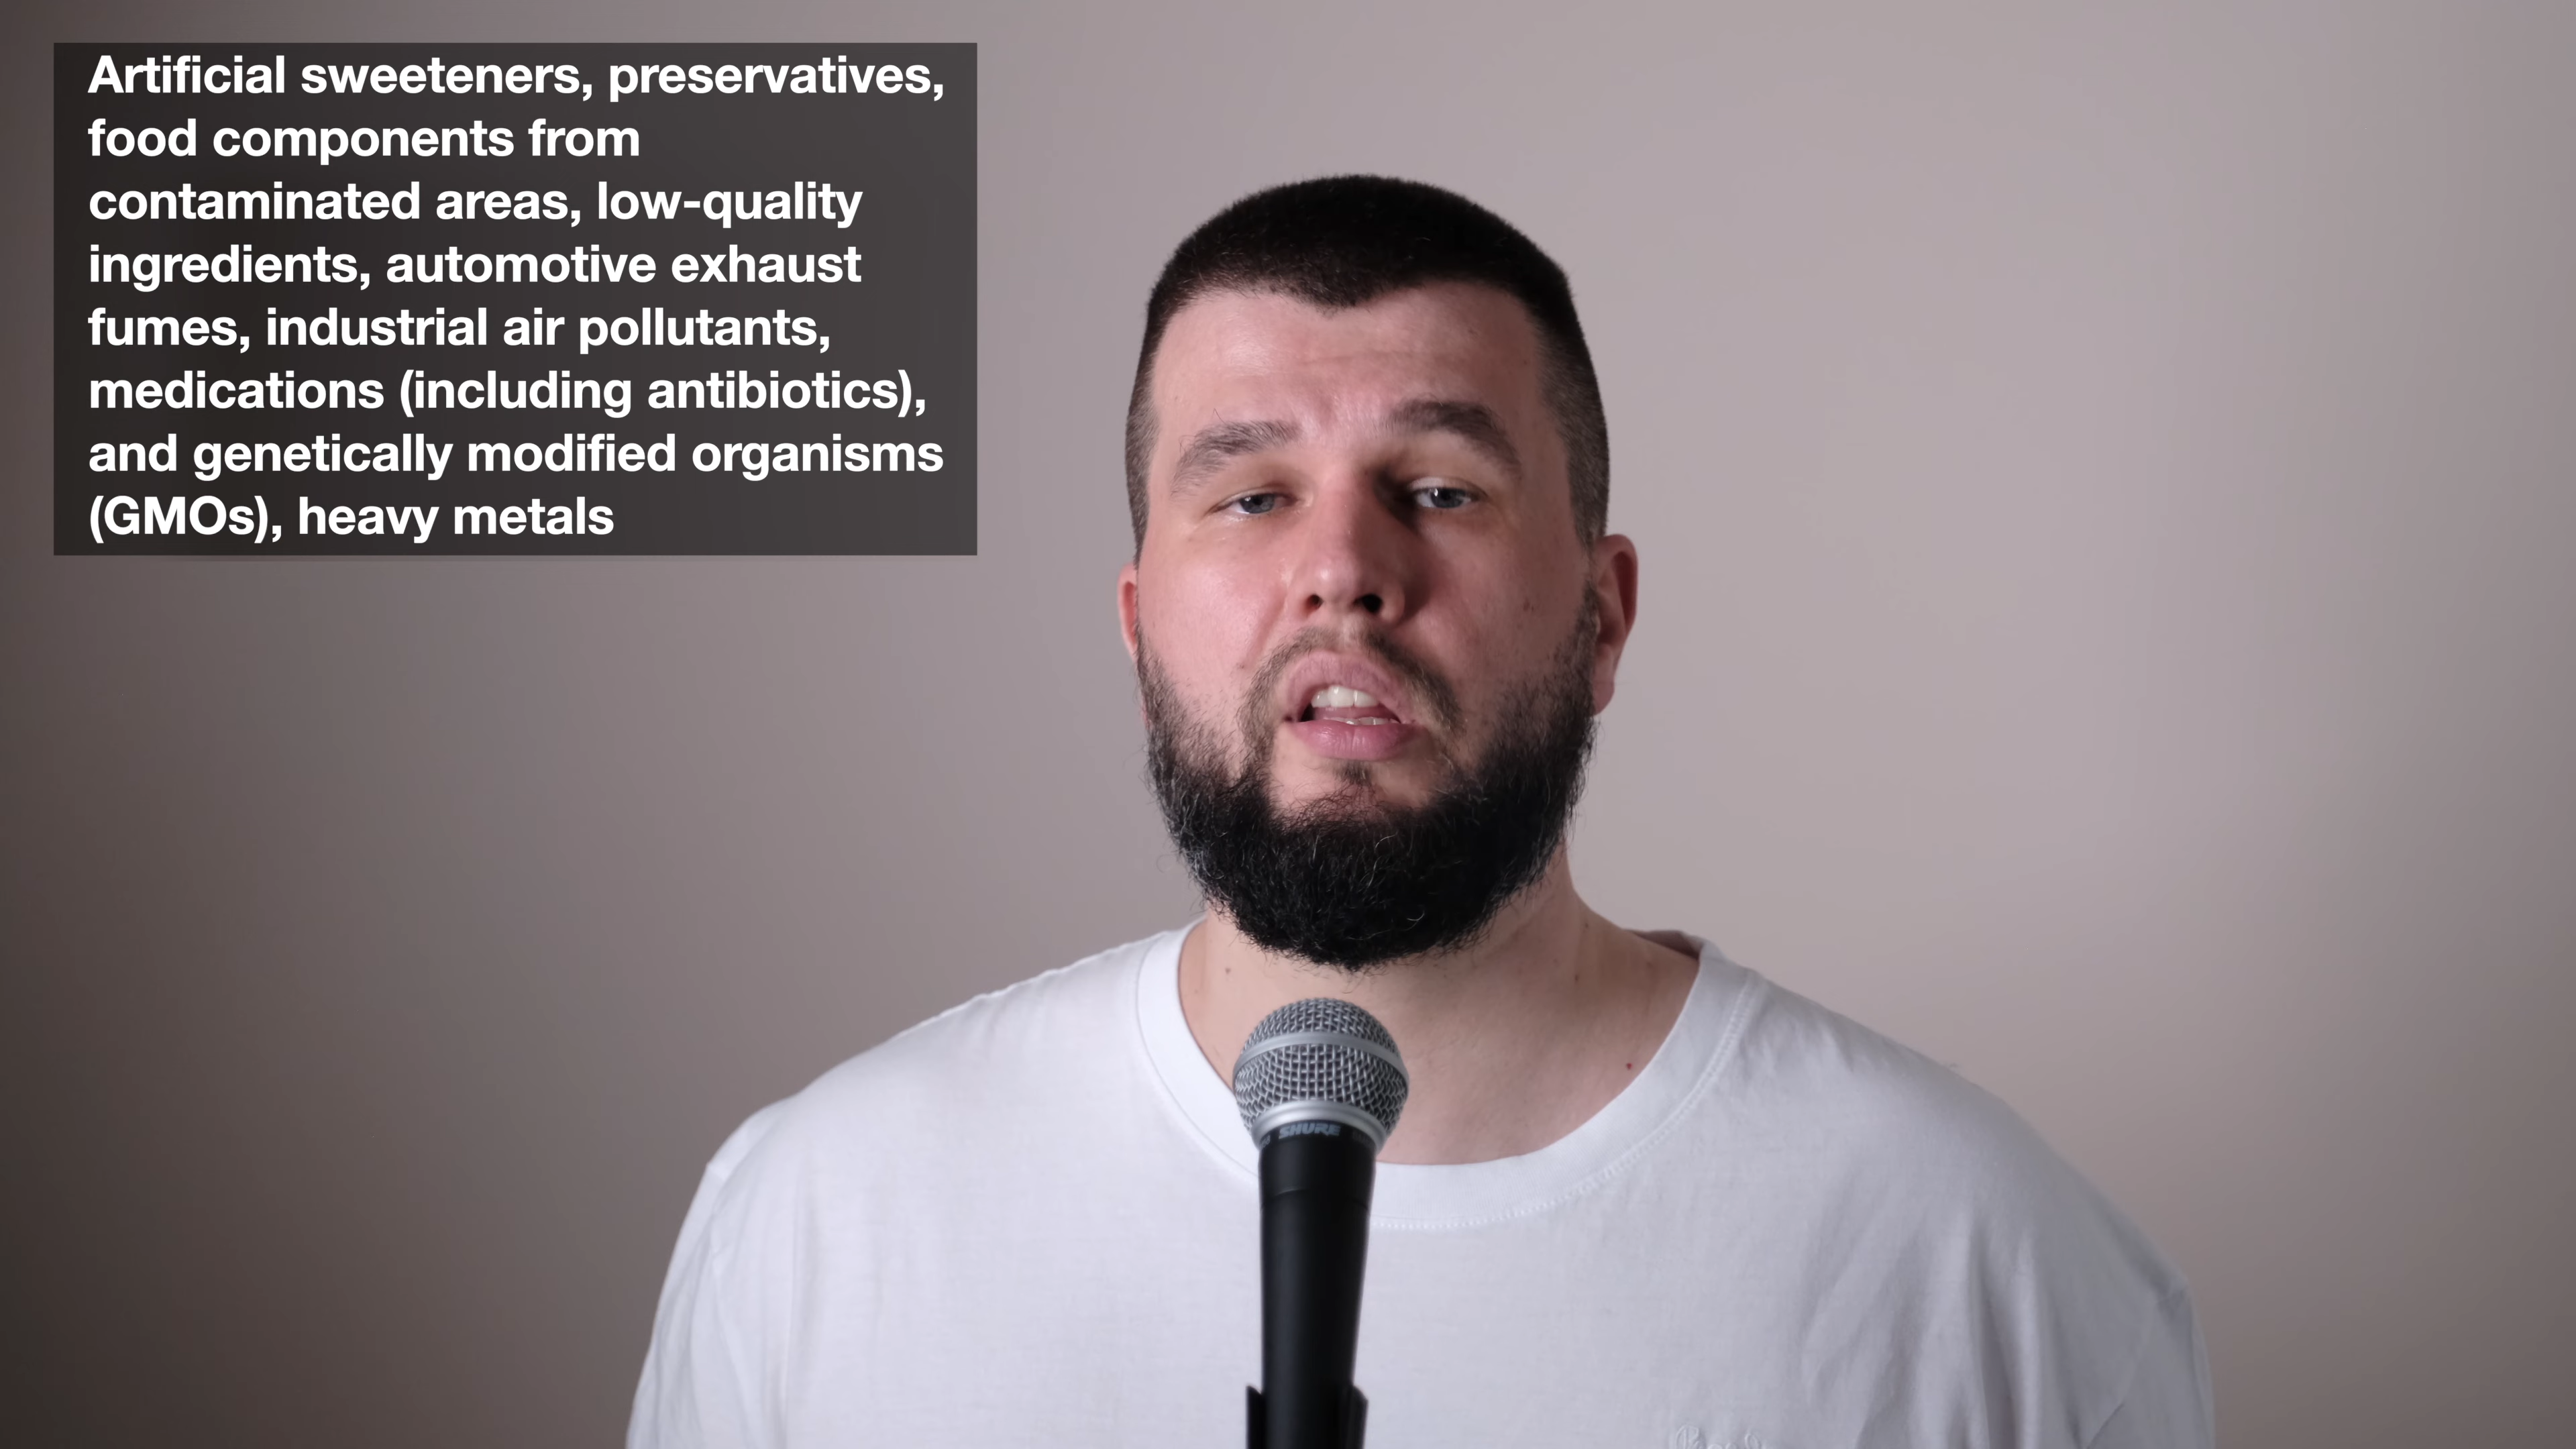 Artificial sweeteners, preservatives,
food components from
contaminated areas, low-quality
ingredients, automotive exhaust
fumes, industrial air pollutants,
medications (including antibiotics),
and genetically modified organisms
(GMOs), heavy metals
SHURE